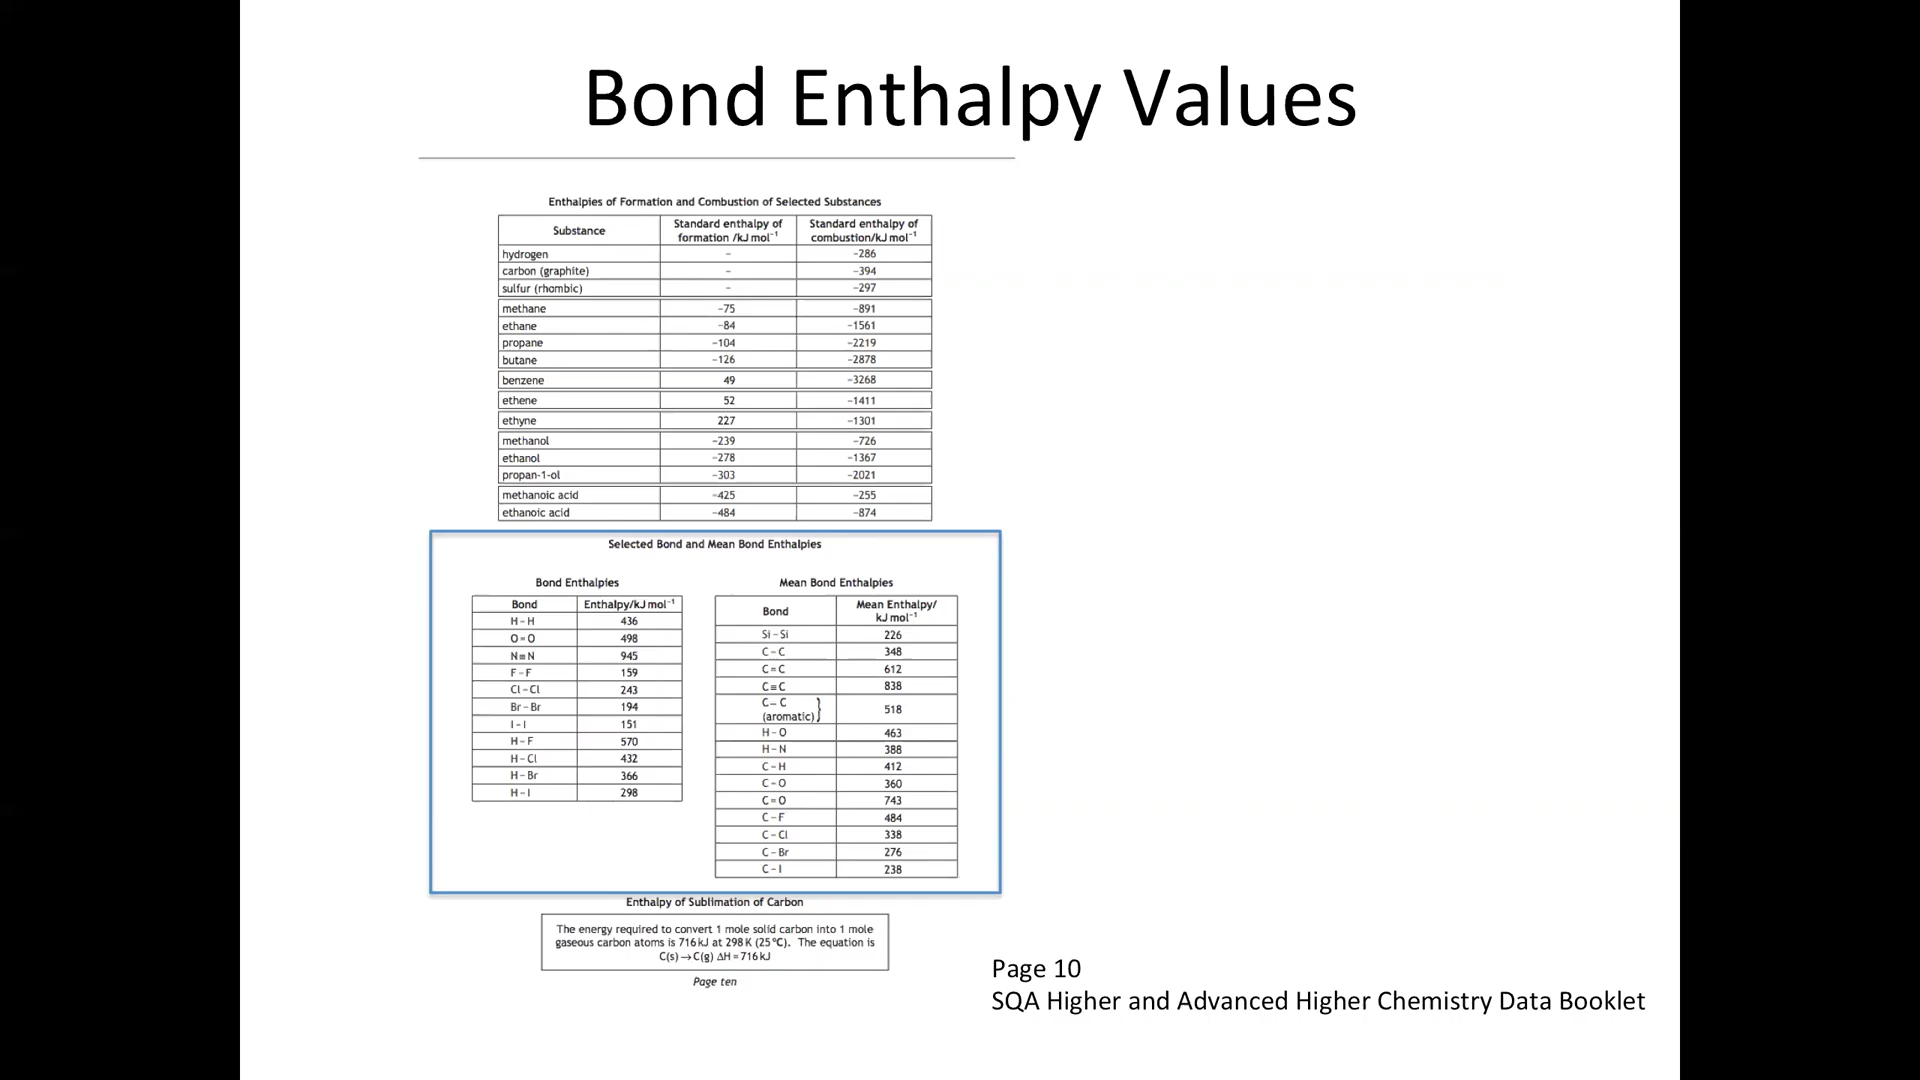 Bond Enthalpy Values
Enthalpies of Formation and Combustion of Selected Substances
Substance Standard enthalpy of formation /kJ mol⁻¹ Standard enthalpy of combustion/kJ mol⁻¹
hydrogen – –286
carbon (graphite) – –394
sulfur (rhombic) – –297
methane –75 –891
ethane –84 –1561
propane –104 –2219
butane –126 –2878
benzene 49 –3268
ethene 52 –1411
ethyne 227 –1301
methanol –239 –726
ethanol –278 –1367
propan-1-ol –303 –2021
methanoic acid –425 –255
ethanoic acid –484 –874
Selected Bond and Mean Bond Enthalpies
Bond Enthalpies
Bond Enthalpy/kJ mol⁻¹
H–H 436
O=O 498
N≡N 945
F–F 159
Cl–Cl 243
Br–Br 194
I–I 151
H–F 570
H–Cl 432
H–Br 366
H–I 298
Mean Bond Enthalpies
Bond Mean Enthalpy/ kJ mol⁻¹
Si–Si 226
C–C 348
C=C 612
C≡C 838
C–C (aromatic) } 518
H–O 463
H–N 388
C–H 412
C–O 360
C=O 743
C–F 484
C–Cl 338
C–Br 276
C–I 238
Enthalpy of Sublimation of Carbon
The energy required to convert 1 mole solid carbon into 1 mole
gaseous carbon atoms is 716 kJ at 298 K (25 °C). The equation is
C(s) → C(g) ΔH = 716 kJ
Page ten
Page 10
SQA Higher and Advanced Higher Chemistry Data Booklet